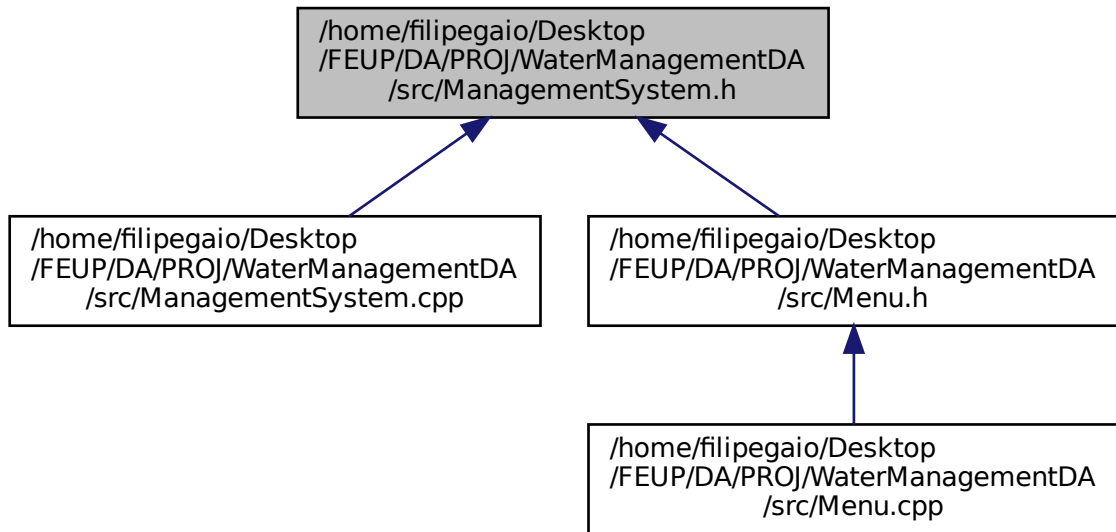 /home/filipegaio/Desktop
/FEUP/DA/PROJ/WaterManagementDA
/src/ManagementSystem.h
/home/filipegaio/Desktop
/FEUP/DA/PROJ/WaterManagementDA
/src/ManagementSystem.cpp
/home/filipegaio/Desktop
/FEUP/DA/PROJ/WaterManagementDA
/src/Menu.h
/home/filipegaio/Desktop
/FEUP/DA/PROJ/WaterManagementDA
/src/Menu.cpp